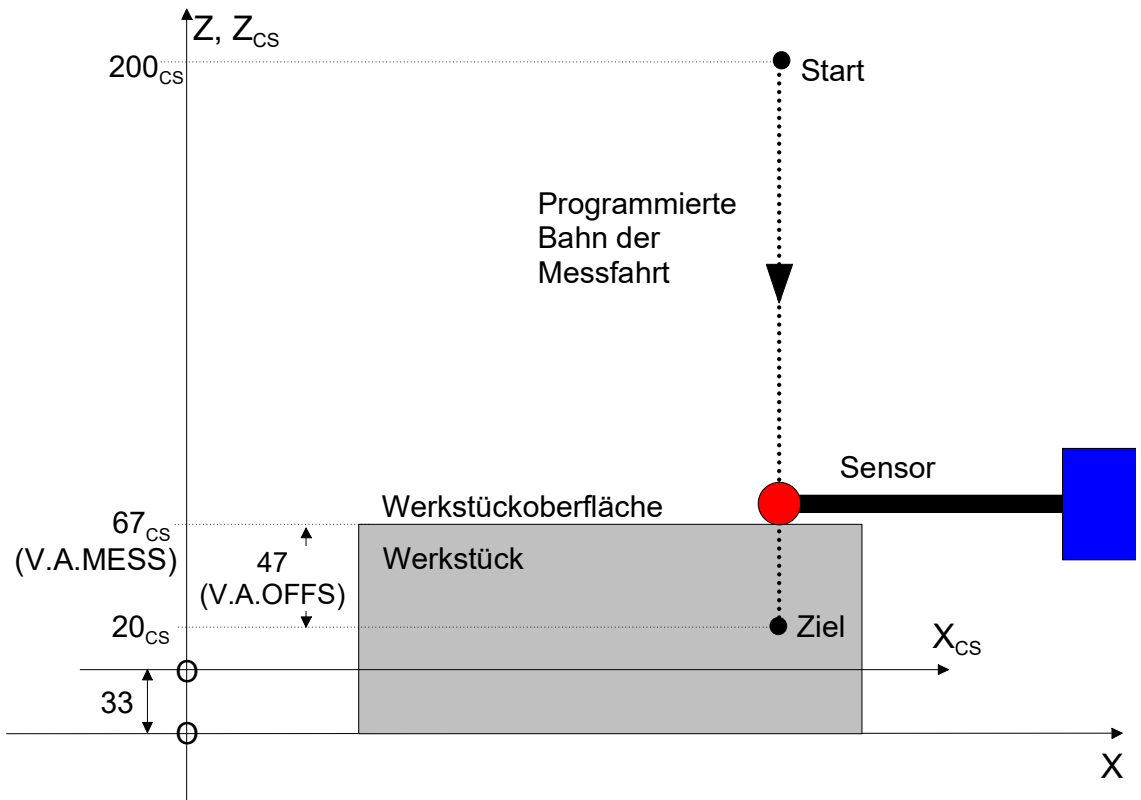 Z, Z_CS
200_CS
Start
Programmierte
Bahn der
Messfahrt
Sensor
Werkstückoberfläche
67_CS
(V.A.MESS)
Werkstück
47
(V.A.OFFS)
20_CS
Ziel
X_CS
O
33
O
X